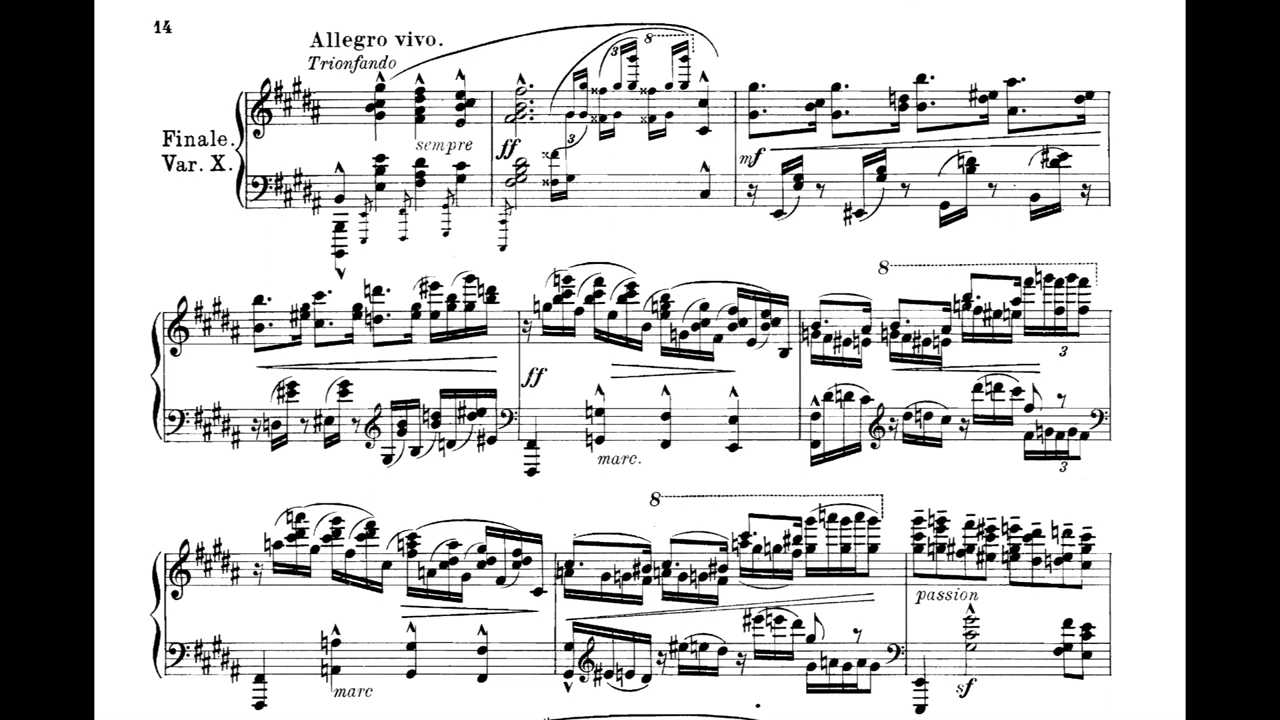 14
Allegro vivo.
Trionfando
Finale.
Var. X.
sempre
ff
3
3
8
mf
ff
marc.
8
3
3
8
marc
passion
sf